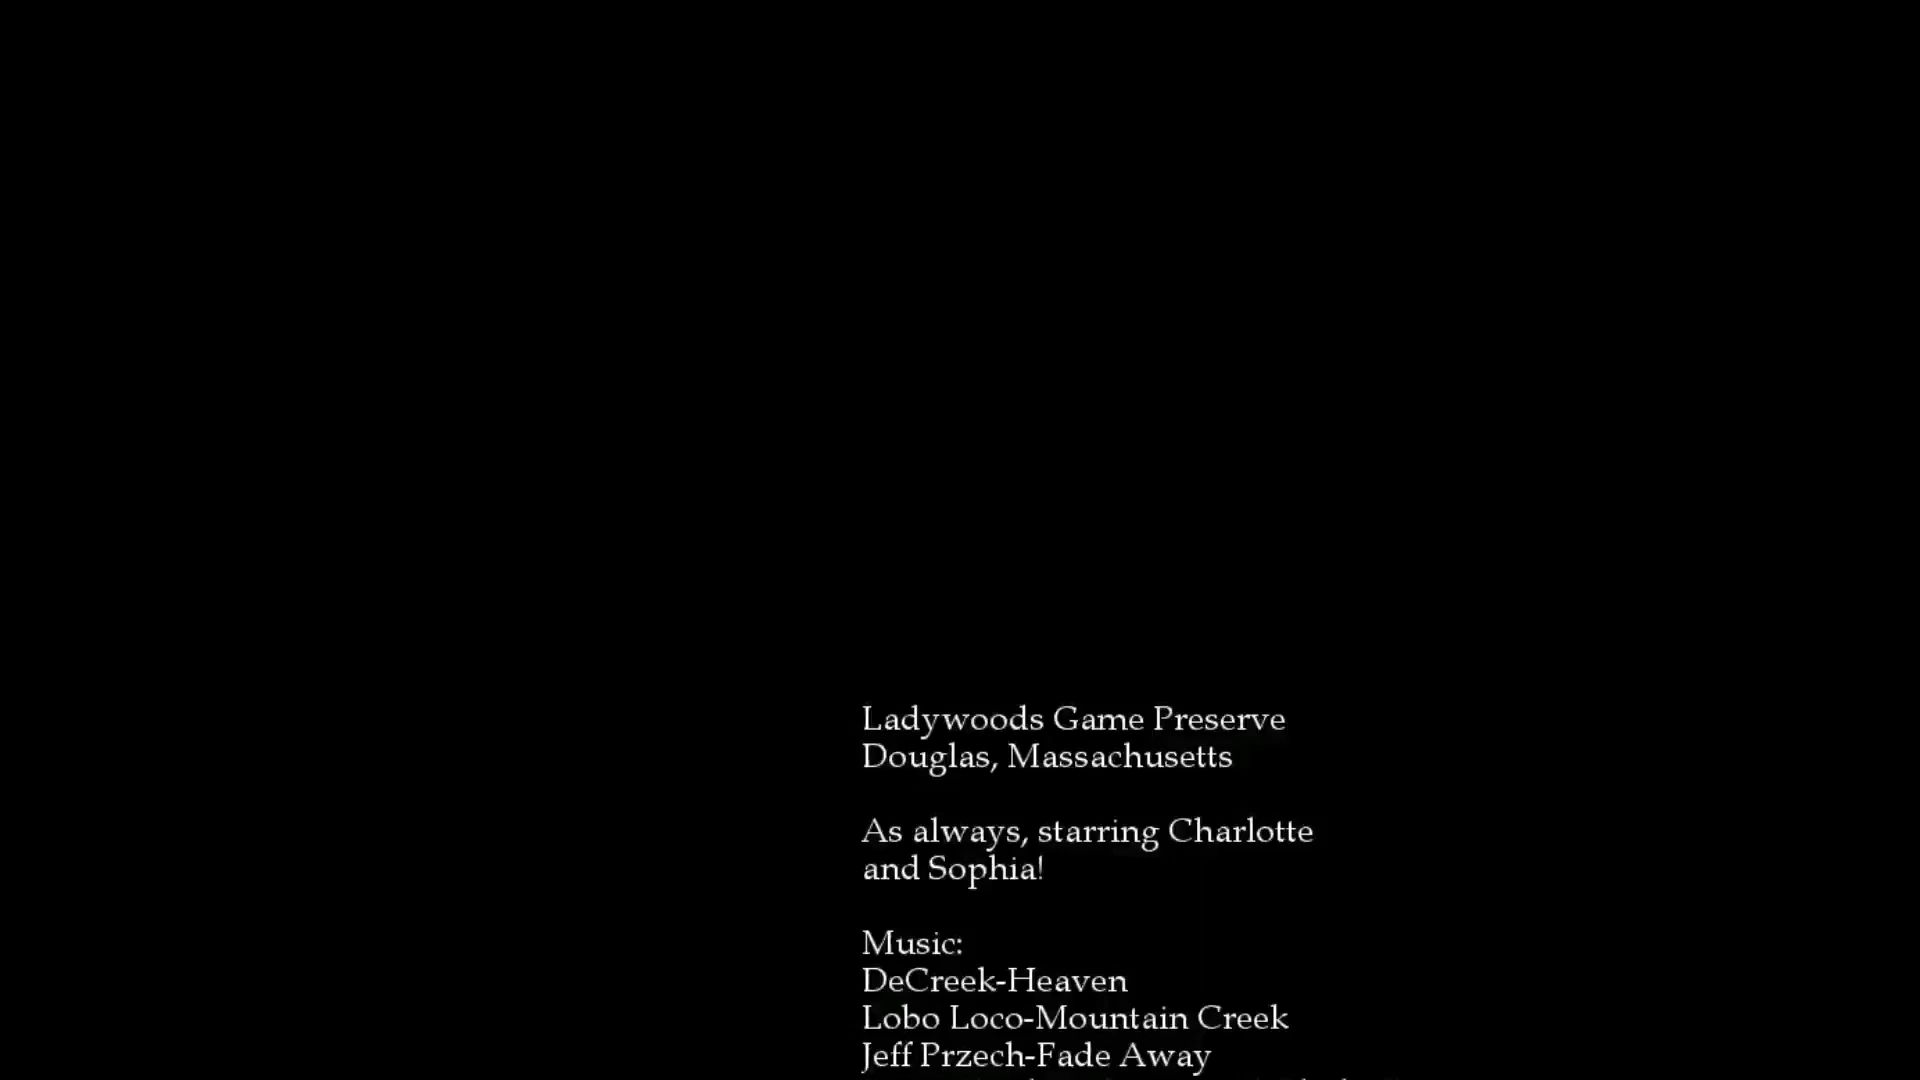 Ladywoods Game Preserve
Douglas, Massachusetts
As always, starring Charlotte
and Sophia!
Music:
DeCreek-Heaven
Lobo Loco-Mountain Creek
Jeff Przech-Fade Away